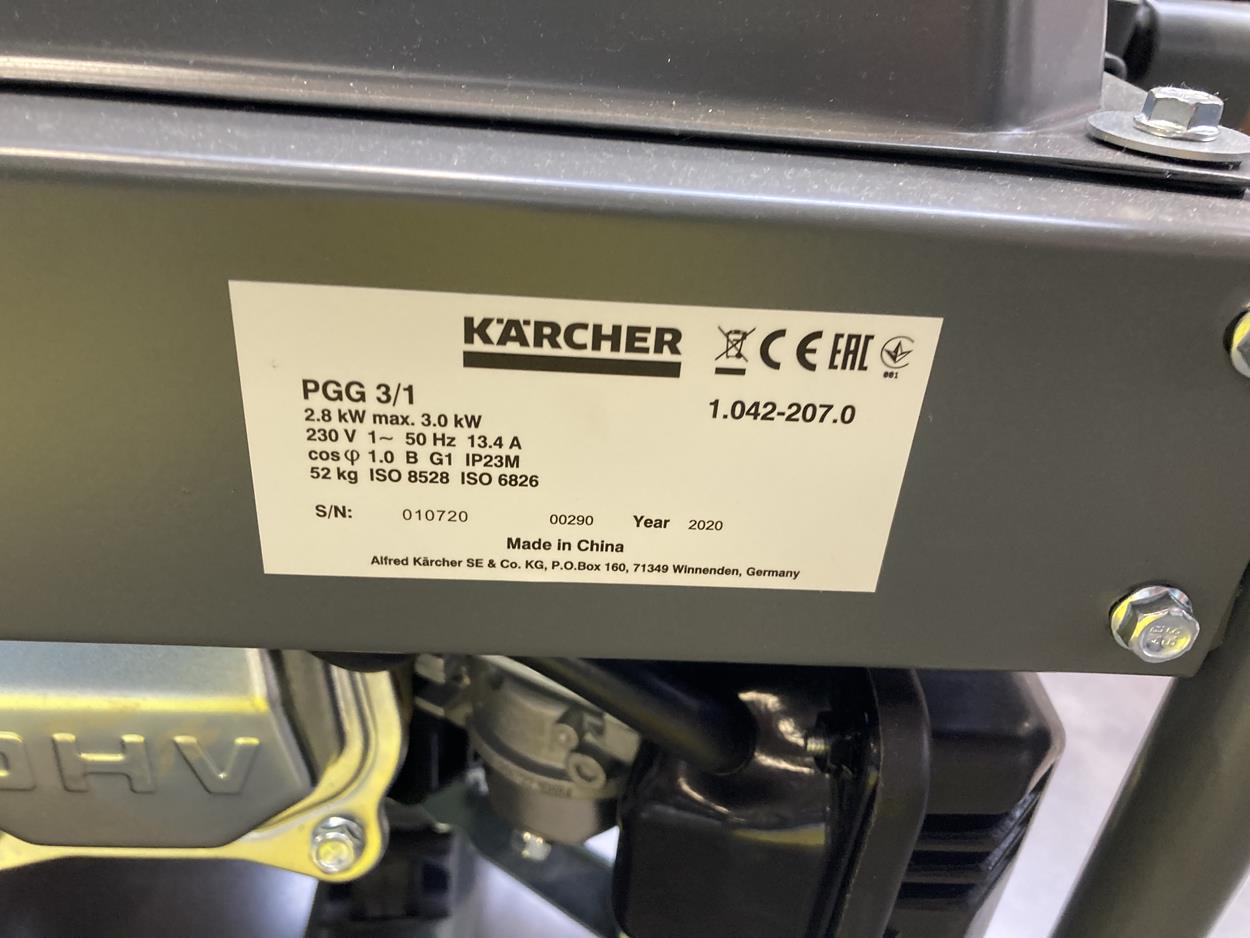 KÄRCHER
CE EAC
001
PGG 3/1
1.042-207.0
2.8 kW max. 3.0 kW
230 V 1~ 50 Hz 13.4 A
cos φ 1.0 B G1 IP23M
52 kg ISO 8528 ISO 6826
S/N: 010720 00290 Year 2020
Made in China
Alfred Kärcher SE & Co. KG, P.O.Box 160, 71349 Winnenden, Germany
OHV